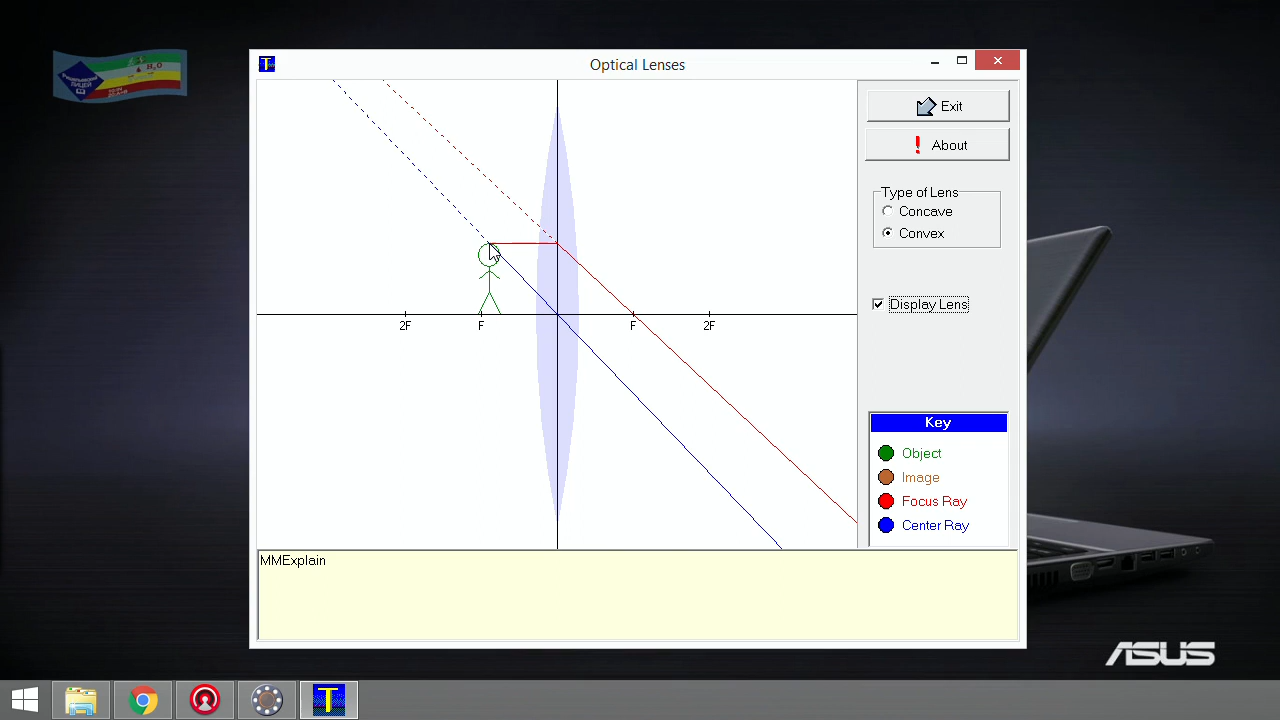 Optical Lenses
Exit
About
Type of Lens
Concave
Convex
Display Lens
2F
F
F
2F
Key
Object
Image
Focus Ray
Center Ray
MMExplain
ASUS
T